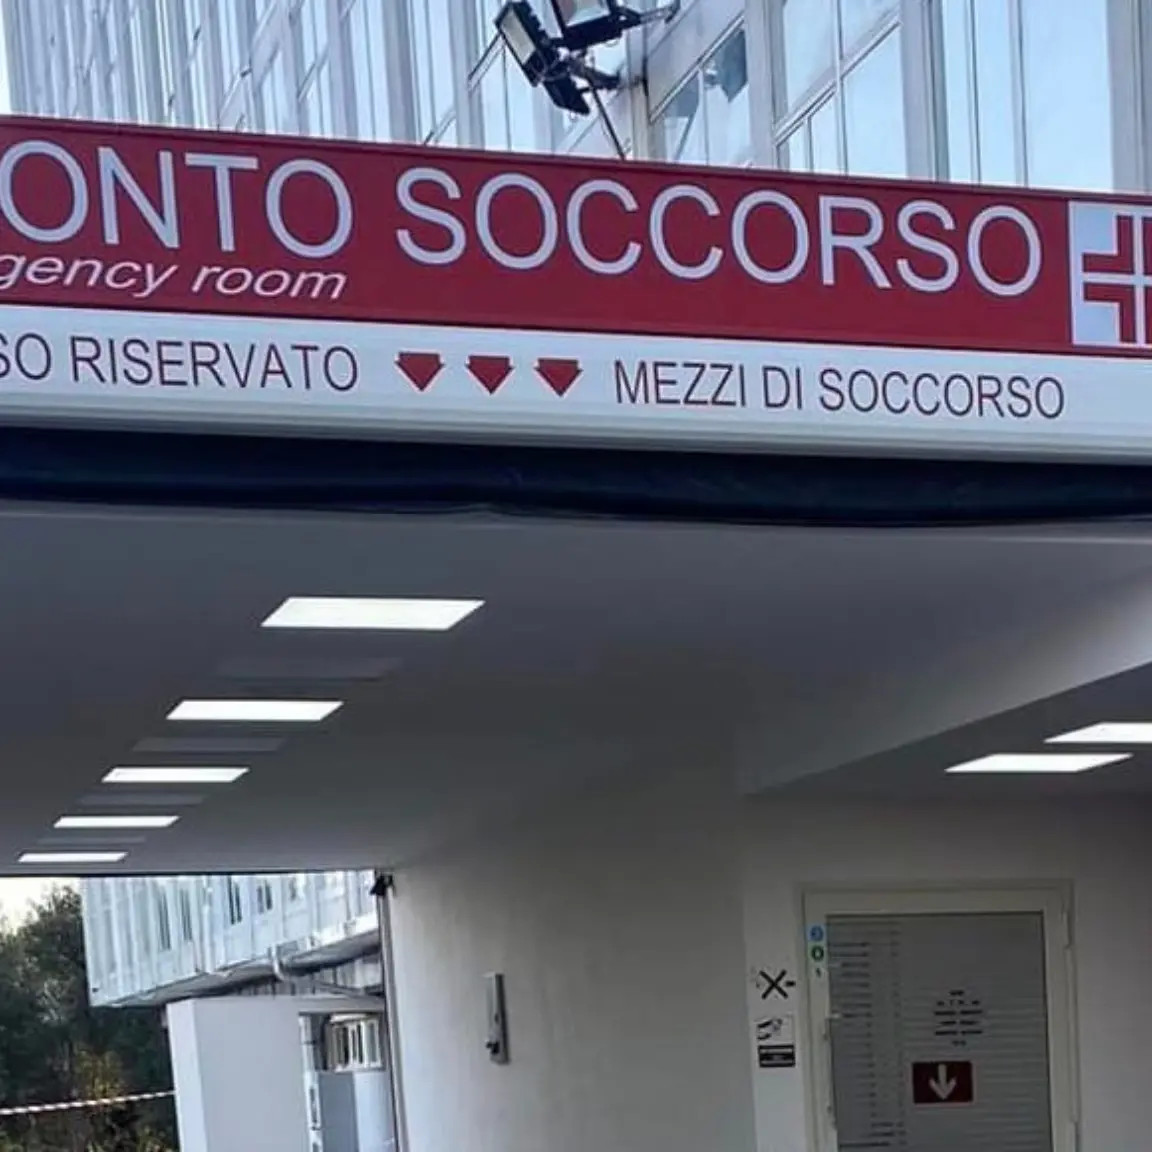 ONTO SOCCORSO
gency room
SO RISERVATO MEZZI DI SOCCORSO